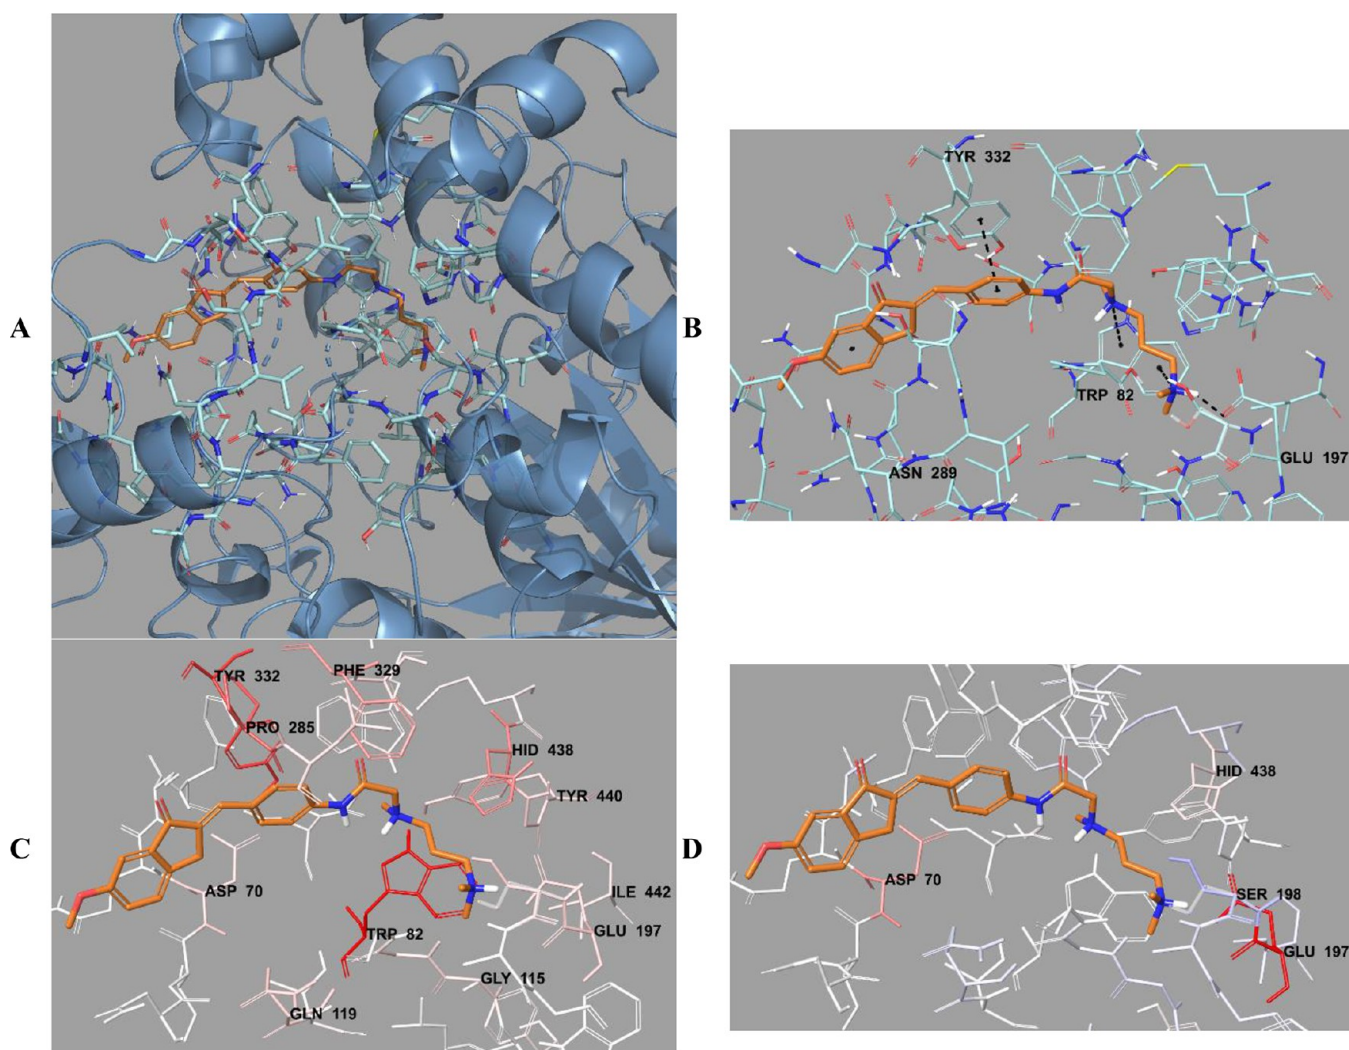 A
B
TYR 332
TRP 82
ASN 289
GLU 197
C
TYR 332
PHE 329
PRO 285
HID 438
TYR 440
ASP 70
ILE 442
TRP 82
GLU 197
GLY 115
GLN 119
D
HID 438
ASP 70
SER 198
GLU 197